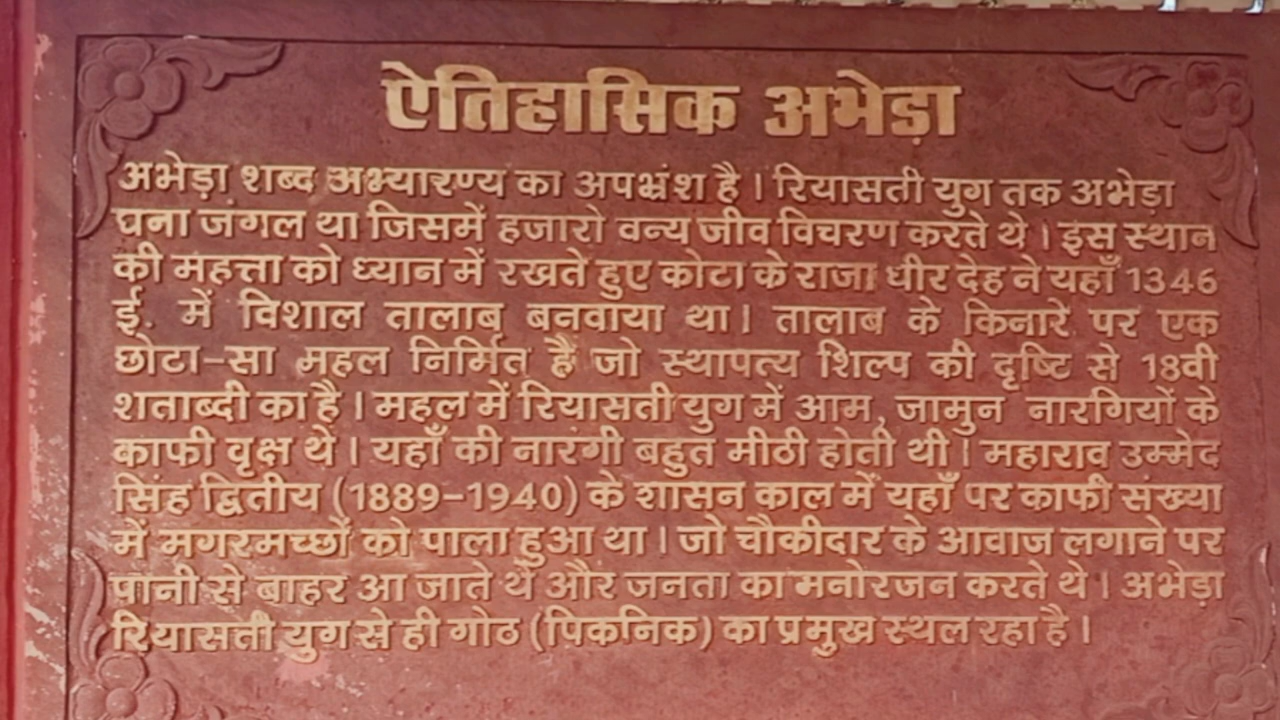 ऐतिहासिक अभेड़ा
अभेड़ा शब्द अभ्यारण्य का अपभ्रंश है । रियासती युग तक अभेड़ा
घना जंगल था जिसमें हजारो वन्य जीव विचरण करते थे । इस स्थान
की महत्ता को ध्यान में रखते हुए कोटा के राजा धीर देह ने यहाँ 1346
ई. में विशाल तालाब बनवाया था। तालाब के किनारे पर एक
छोटा-सा महल निर्मित है जो स्थापत्य शिल्प की दृष्टि से 18वी
शताब्दी का है । महल में रियासती युग में आम, जामुन नारगियों के
काफी वृक्ष थे । यहाँ की नारंगी बहुत मीठी होती थी । महाराव उम्मेद
सिंह द्वितीय (1889-1940) के शासन काल में यहाँ पर काफी संख्या
में मगरमच्छों को पाला हुआ था । जो चौकीदार के आवाज लगाने पर
पानी से बाहर आ जाते थे और जनता का मनोरजन करते थे । अभेड़ा
रियासती युग से ही गोठ (पिकनिक) का प्रमुख स्थल रहा है ।